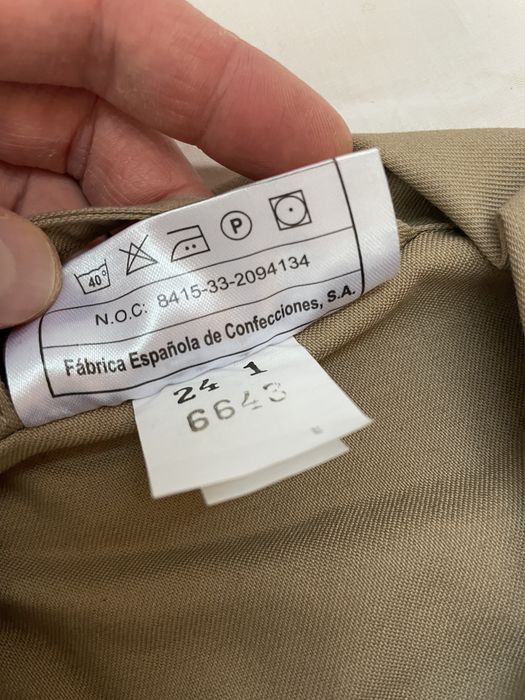 40°
P
N.O.C: 8415-33-2094134
Fábrica Española de Confecciones, S.A.
24 1
6643